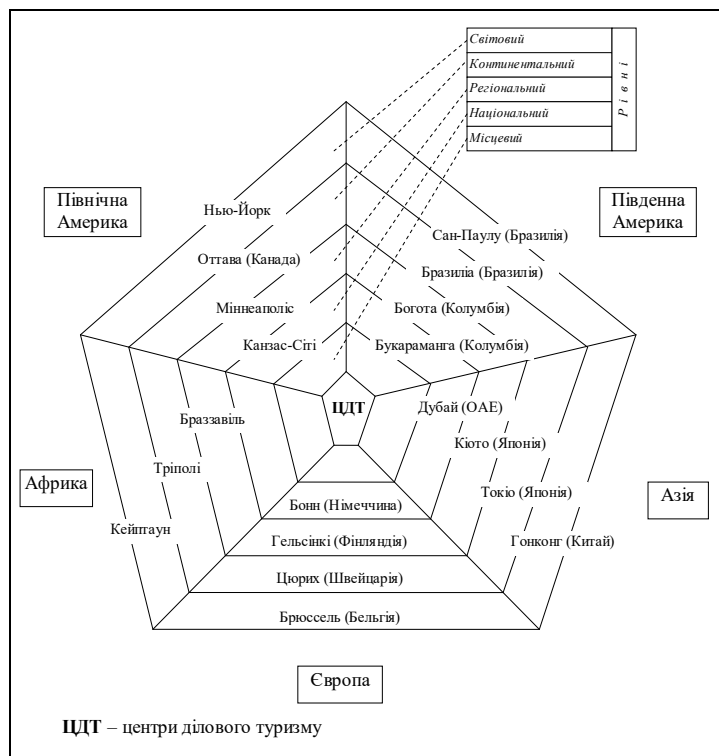 Світовий
Континентальний
Регіональний
Національний
Місцевий
Рівні
Північна
Америка
Південна
Америка
Нью-Йорк
Сан-Паулу (Бразилія)
Оттава (Канада)
Бразиліа (Бразилія)
Міннеаполіс
Богота (Колумбія)
Канзас-Сіті
Букараманга (Колумбія)
ЦДТ
Дубай (ОАЕ)
Браззавіль
Кіото (Японія)
Тріполі
Африка
Токіо (Японія)
Азія
Бонн (Німеччина)
Кейптаун
Гельсінкі (Фінляндія)
Гонконг (Китай)
Цюрих (Швейцарія)
Брюссель (Бельгія)
Європа
ЦДТ – центри ділового туризму